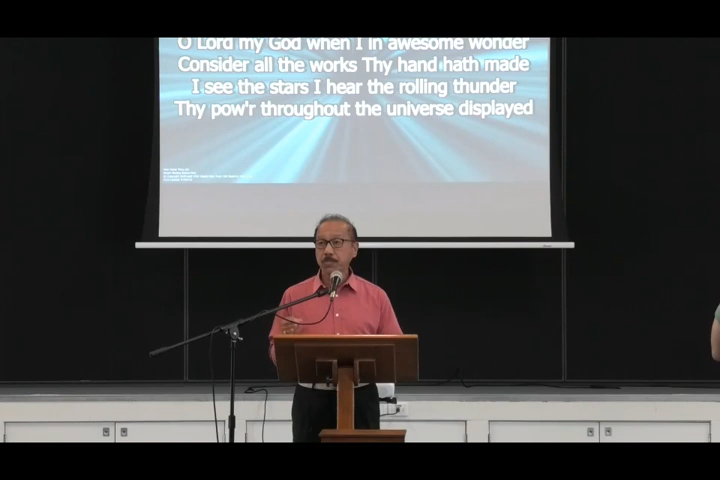 O Lord my God when I in awesome wonder
Consider all the works Thy hand hath made
I see the stars I hear the rolling thunder
Thy pow'r throughout the universe displayed